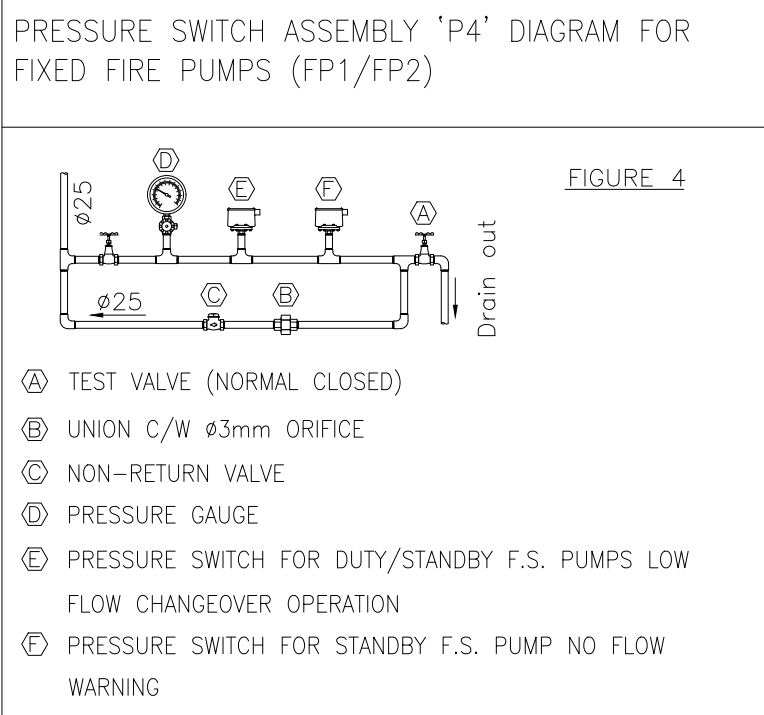 PRESSURE SWITCH ASSEMBLY 'P4' DIAGRAM FOR
FIXED FIRE PUMPS (FP1/FP2)
FIGURE 4
D
E
F
A
ø25
Drain out
ø25
C
B
A TEST VALVE (NORMAL CLOSED)
B UNION C/W ø3mm ORIFICE
C NON-RETURN VALVE
D PRESSURE GAUGE
E PRESSURE SWITCH FOR DUTY/STANDBY F.S. PUMPS LOW
FLOW CHANGEOVER OPERATION
F PRESSURE SWITCH FOR STANDBY F.S. PUMP NO FLOW
WARNING